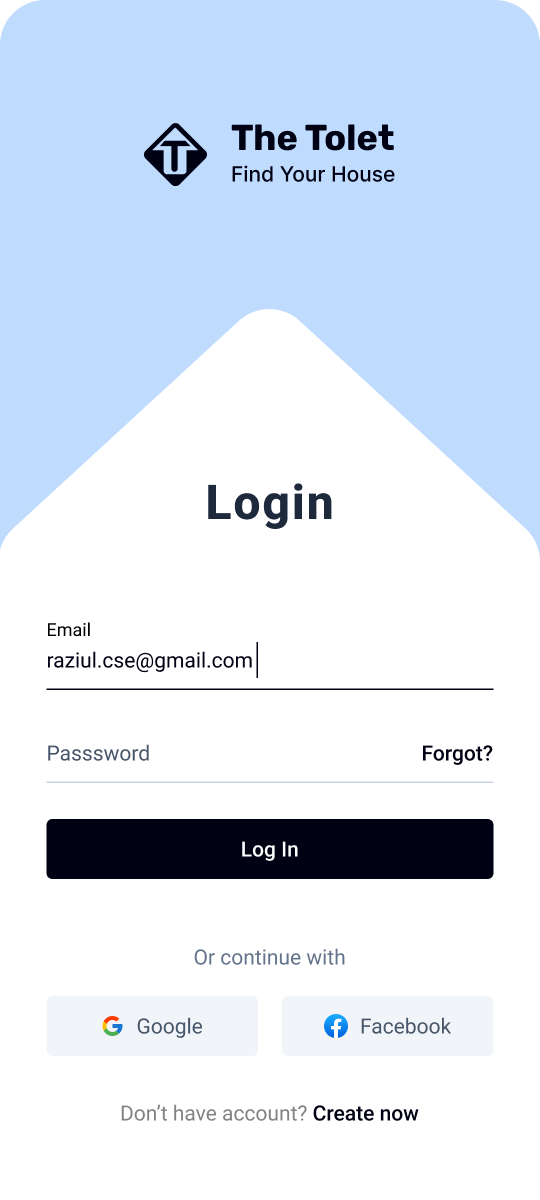 The Tolet
Find Your House
Login
Email
raziul.cse@gmail.com
Passsword Forgot?
Log In
Or continue with
Google Facebook
Don’t have account? Create now